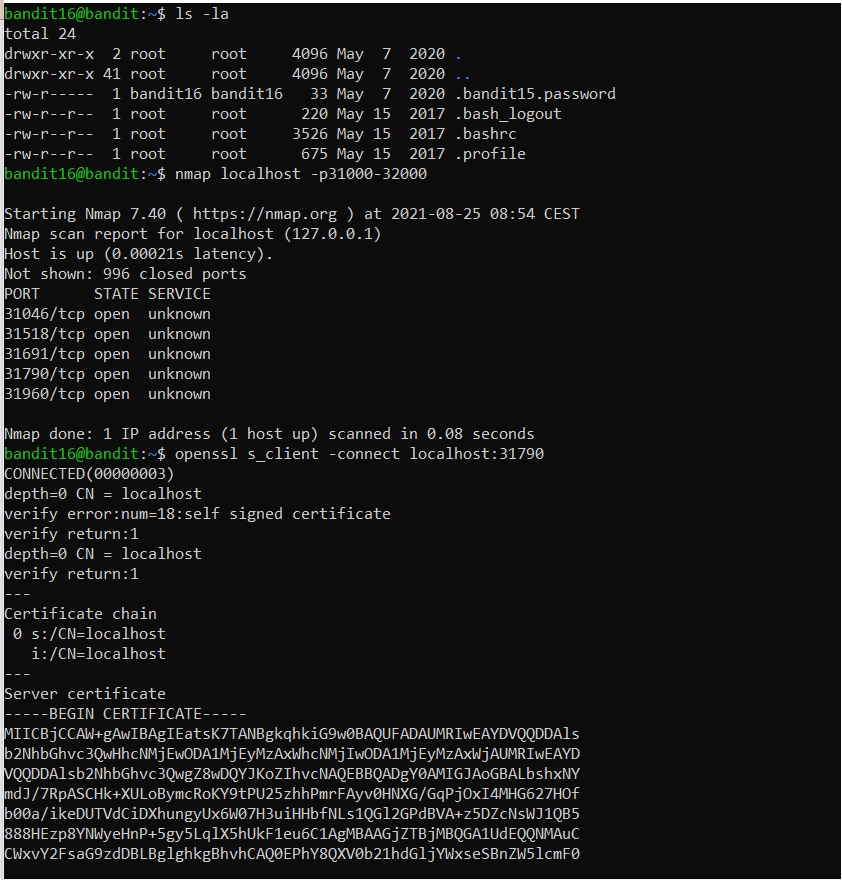 bandit16@bandit:~$ ls -la
total 24
drwxr-xr-x  2 root     root     4096 May  7  2020 .
drwxr-xr-x 41 root     root     4096 May  7  2020 ..
-rw-r-----  1 bandit16 bandit16   33 May  7  2020 .bandit15.password
-rw-r--r--  1 root     root      220 May 15  2017 .bash_logout
-rw-r--r--  1 root     root     3526 May 15  2017 .bashrc
-rw-r--r--  1 root     root      675 May 15  2017 .profile
bandit16@bandit:~$ nmap localhost -p31000-32000
Starting Nmap 7.40 ( https://nmap.org ) at 2021-08-25 08:54 CEST
Nmap scan report for localhost (127.0.0.1)
Host is up (0.00021s latency).
Not shown: 996 closed ports
PORT      STATE SERVICE
31046/tcp open  unknown
31518/tcp open  unknown
31691/tcp open  unknown
31790/tcp open  unknown
31960/tcp open  unknown
Nmap done: 1 IP address (1 host up) scanned in 0.08 seconds
bandit16@bandit:~$ openssl s_client -connect localhost:31790
CONNECTED(00000003)
depth=0 CN = localhost
verify error:num=18:self signed certificate
verify return:1
depth=0 CN = localhost
verify return:1
---
Certificate chain
 0 s:/CN=localhost
   i:/CN=localhost
---
Server certificate
-----BEGIN CERTIFICATE-----
MIICBjCCAW+gAwIBAgIEatsK7TANBgkqhkiG9w0BAQUFADAUMRIwEAYDVQQDDAls
b2NhbGhvc3QwHhcNMjEwODA1MjEyMzAxWhcNMjIwODA1MjEyMzAxWjAUMRIwEAYD
VQQDDAlsb2NhbGhvc3QwgZ8wDQYJKoZIhvcNAQEBBQADgY0AMIGJAoGBALbshxNY
mdJ/7RpASCHk+XULoBymcRoKY9tPU25zhhPmrFAyv0HNXG/GqPjOxI4MHG627HOf
b00a/ikeDUTVdCiDXhungyUx6W07H3uiHHbfNLs1QGl2GPdBVA+z5DZcNsWJ1QB5
888HEzp8YNWyeHnP+5gy5LqlX5hUkF1eu6C1AgMBAAGjZTBjMBQGA1UdEQQNMAuC
CWxvY2FsaG9zdDBLBglghkgBhvhCAQ0EPhY8QXV0b21hdGljYWxseSBnZW5lcmF0